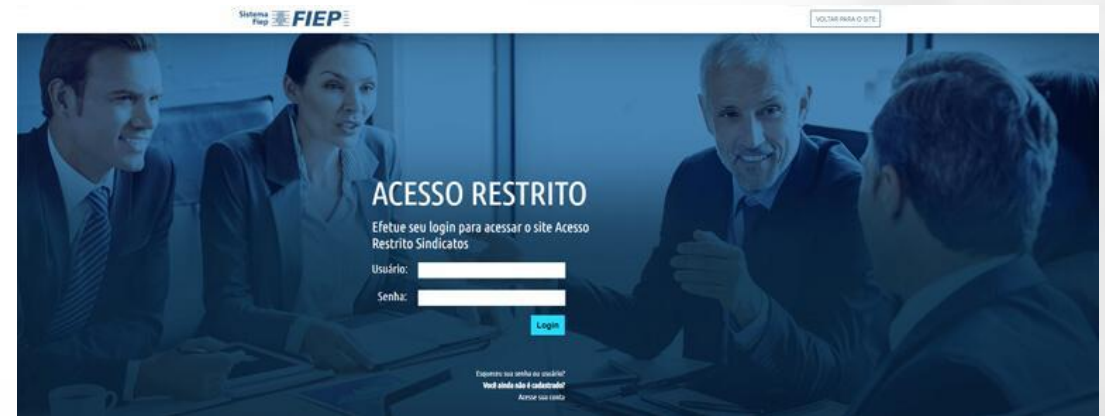 Sistema
Fiep
FIEP
VOLTAR PARA O SITE
ACESSO RESTRITO
Efetue seu login para acessar o site Acesso
Restrito Sindicatos
Usuário:
Senha:
Login
Esqueceu sua senha ou usuário?
Você ainda não é cadastrado?
Acesse sua conta